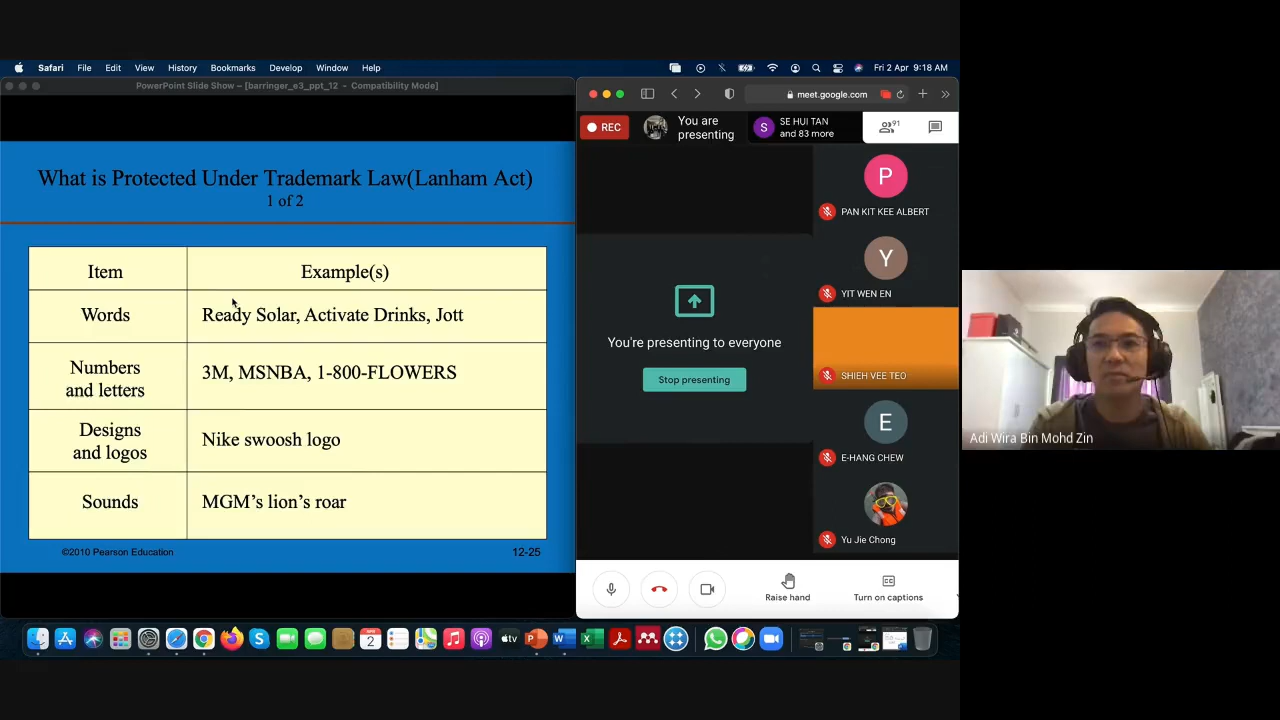 Safari File Edit View History Bookmarks Develop Window Help
Fri 2 Apr 9:18 AM
PowerPoint Slide Show – [barringer_e3_ppt_12 - Compatibility Mode]
What is Protected Under Trademark Law(Lanham Act)
1 of 2
Item Example(s)
Words Ready Solar, Activate Drinks, Jott
Numbers and letters 3M, MSNBA, 1-800-FLOWERS
Designs and logos Nike swoosh logo
Sounds MGM’s lion’s roar
©2010 Pearson Education 12-25
meet.google.com
REC
You are
presenting
S
SE HUI TAN
and 83 more
91
You're presenting to everyone
Stop presenting
P
PAN KIT KEE ALBERT
Y
YIT WEN EN
SHIEH VEE TEO
E
E-HANG CHEW
Yu Jie Chong
Raise hand
Turn on captions
Adi Wira Bin Mohd Zin
APR
2
tv